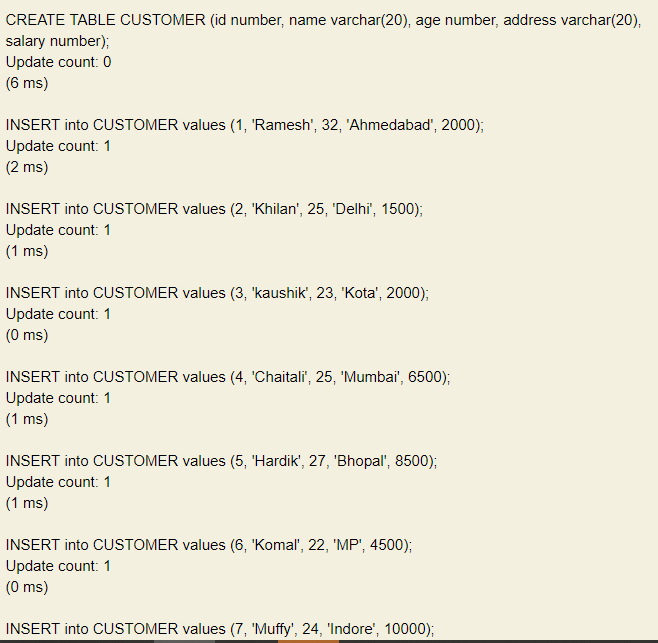 CREATE TABLE CUSTOMER (id number, name varchar(20), age number, address varchar(20),
salary number);
Update count: 0
(6 ms)
INSERT into CUSTOMER values (1, 'Ramesh', 32, 'Ahmedabad', 2000);
Update count: 1
(2 ms)
INSERT into CUSTOMER values (2, 'Khilan', 25, 'Delhi', 1500);
Update count: 1
(1 ms)
INSERT into CUSTOMER values (3, 'kaushik', 23, 'Kota', 2000);
Update count: 1
(0 ms)
INSERT into CUSTOMER values (4, 'Chaitali', 25, 'Mumbai', 6500);
Update count: 1
(1 ms)
INSERT into CUSTOMER values (5, 'Hardik', 27, 'Bhopal', 8500);
Update count: 1
(1 ms)
INSERT into CUSTOMER values (6, 'Komal', 22, 'MP', 4500);
Update count: 1
(0 ms)
INSERT into CUSTOMER values (7, 'Muffy', 24, 'Indore', 10000);